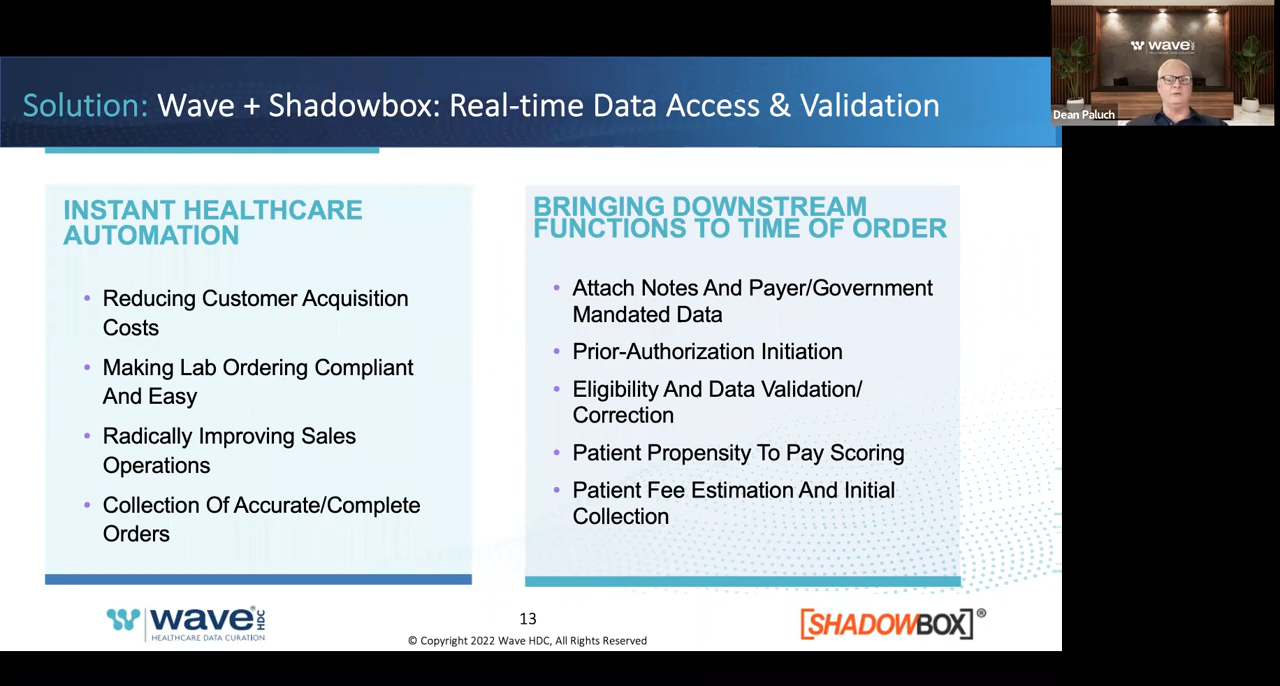 Solution: Wave + Shadowbox: Real-time Data Access & Validation
wave
HDC
Dean Paluch
INSTANT HEALTHCARE
AUTOMATION
• Reducing Customer Acquisition
Costs
• Making Lab Ordering Compliant
And Easy
• Radically Improving Sales
Operations
• Collection Of Accurate/Complete
Orders
BRINGING DOWNSTREAM
FUNCTIONS TO TIME OF ORDER
• Attach Notes And Payer/Government
Mandated Data
• Prior-Authorization Initiation
• Eligibility And Data Validation/
Correction
• Patient Propensity To Pay Scoring
• Patient Fee Estimation And Initial
Collection
wave® HDC
HEALTHCARE DATA CURATION
13
© Copyright 2022 Wave HDC, All Rights Reserved
[SHADOWBOX]®